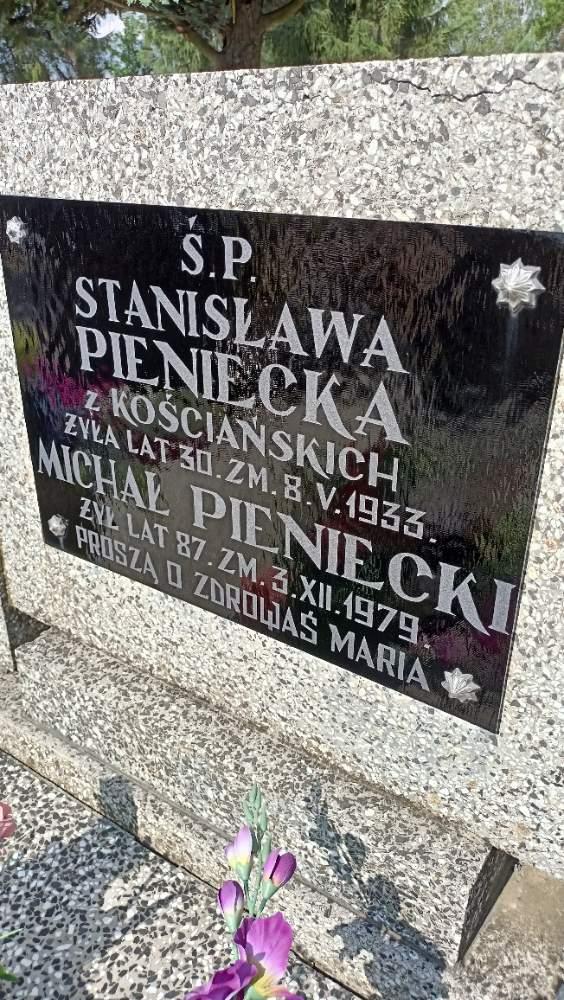 Ś.P.
STANISŁAWA
PIENIECKA
Z KOŚCIAŃSKICH
ŻYŁA LAT 30. ZM. 8.V.1933.
MICHAŁ PIENIECKI
ŻYŁ LAT 87. ZM. 3.XII.1979.
PROSZĄ O ZDROWAŚ MARIA